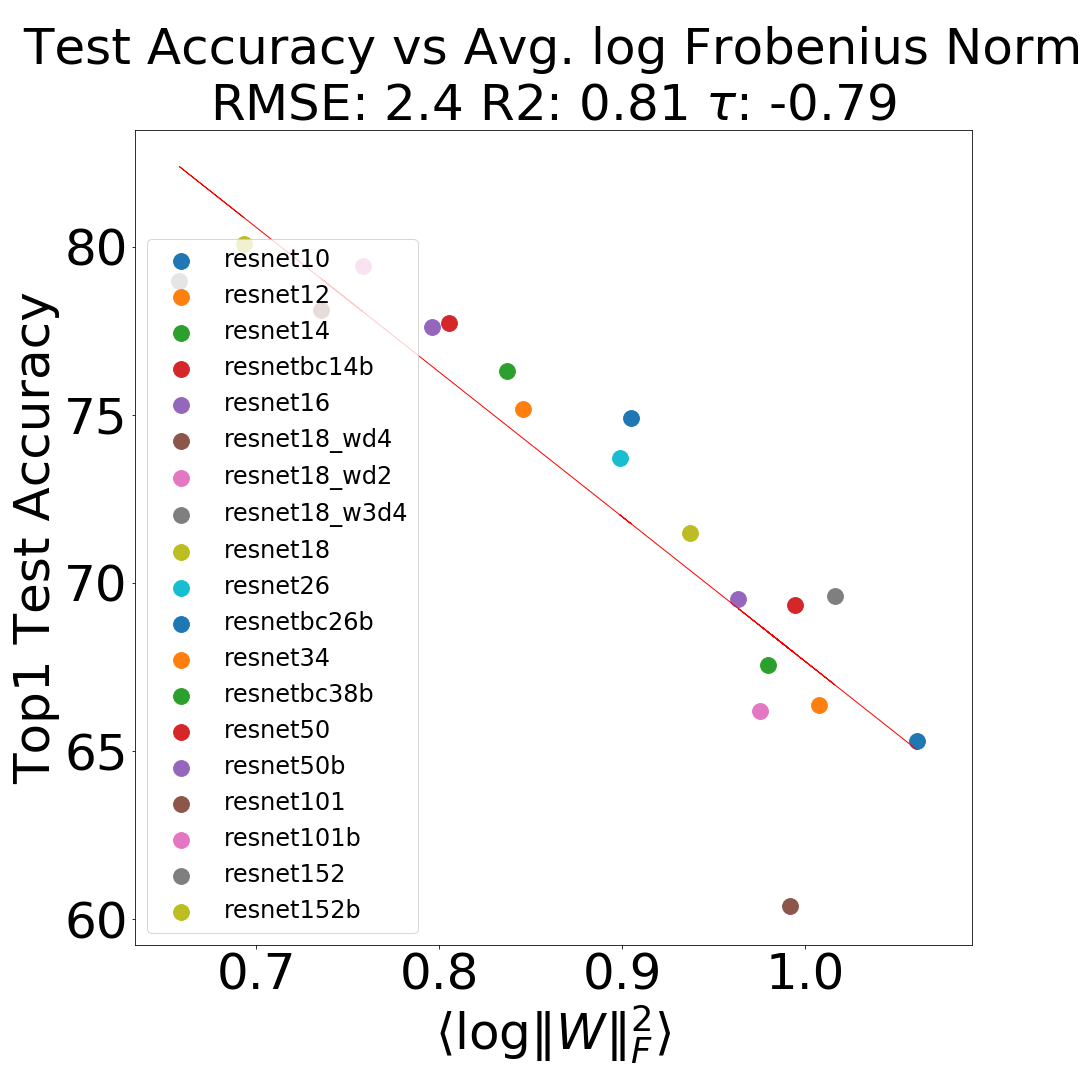 Test Accuracy vs Avg. log Frobenius Norm
RMSE: 2.4 R2: 0.81 τ: -0.79
80
75
70
65
60
Top1 Test Accuracy
resnet10
resnet12
resnet14
resnetbc14b
resnet16
resnet18_wd4
resnet18_wd2
resnet18_w3d4
resnet18
resnet26
resnetbc26b
resnet34
resnetbc38b
resnet50
resnet50b
resnet101
resnet101b
resnet152
resnet152b
0.7 0.8 0.9 1.0
⟨log‖W‖²_F⟩